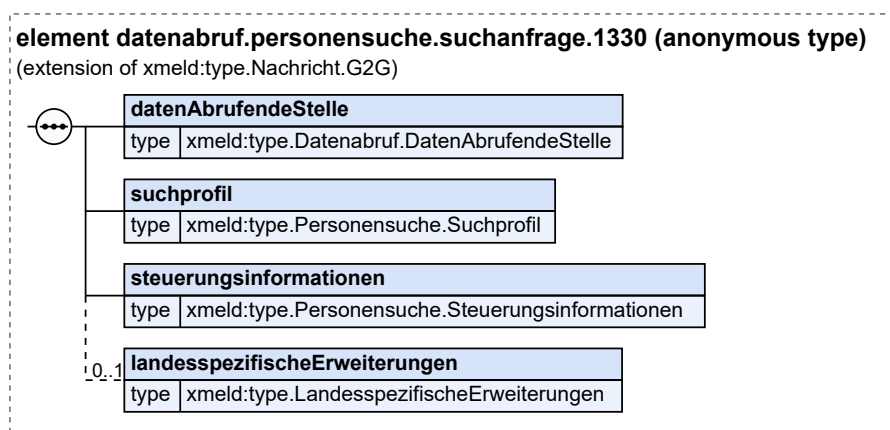 element datenabruf.personensuche.suchanfrage.1330 (anonymous type)
(extension of xmeld:type.Nachricht.G2G)
datenAbrufendeStelle
type xmeld:type.Datenabruf.DatenAbrufendeStelle
suchprofil
type xmeld:type.Personensuche.Suchprofil
steuerungsinformationen
type xmeld:type.Personensuche.Steuerungsinformationen
0..1 landesspezifischeErweiterungen
type xmeld:type.LandesspezifischeErweiterungen